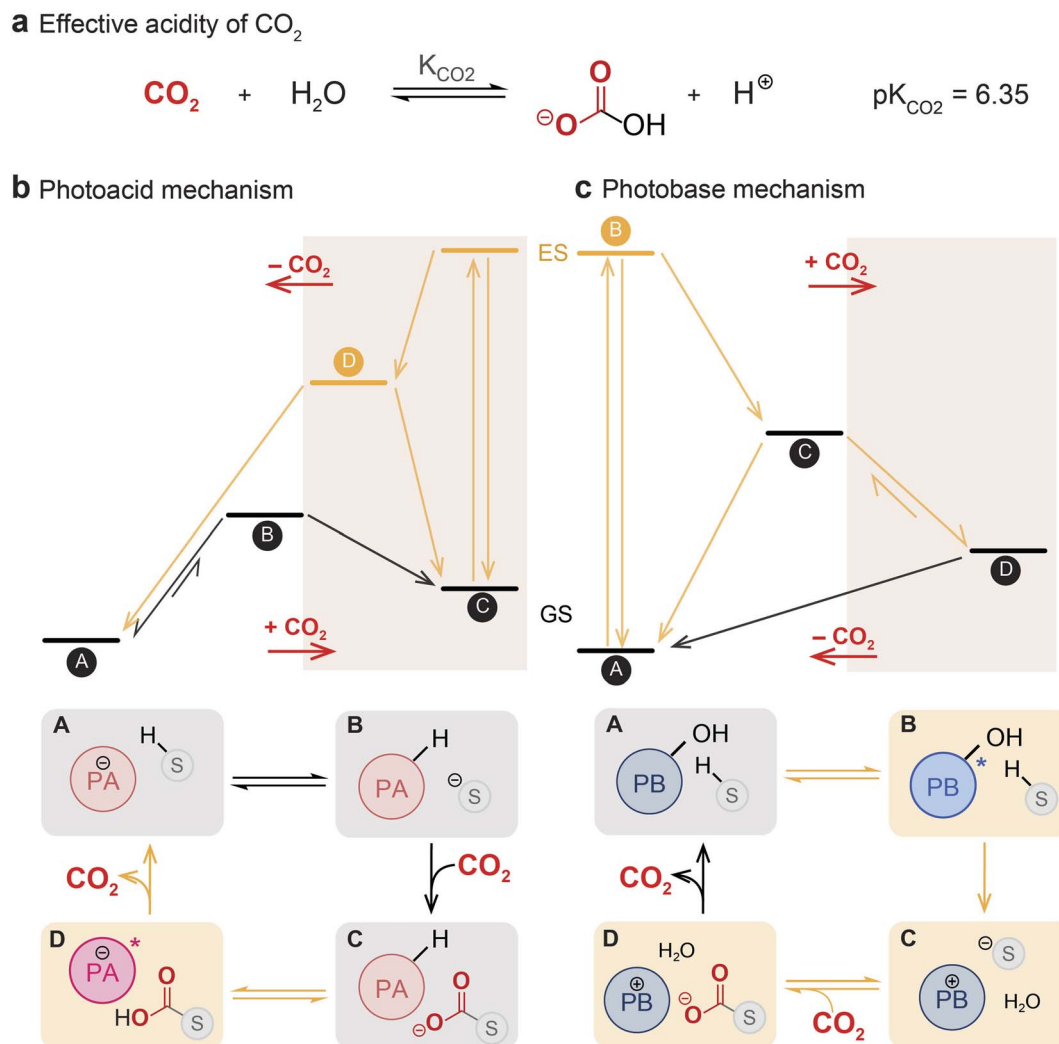 a Effective acidity of CO₂
K_CO2
CO₂ + H₂O ⊖O O OH + H⊕ pK_CO2 = 6.35
b Photoacid mechanism
− CO₂
D
B
A
C
+ CO₂
c Photobase mechanism
ES
B
+ CO₂
C
D
GS
A
− CO₂
A
⊖
PA
H
S
B
H
PA
⊖
S
CO₂
CO₂
D
⊖
PA
*
O
HO
S
C
H
PA
O
⊖O
S
A
OH
PB
H
S
B
OH
PB
*
H
S
CO₂
D
H₂O
⊕
PB
O
⊖O
S
CO₂
C
⊖
S
⊕
PB
H₂O